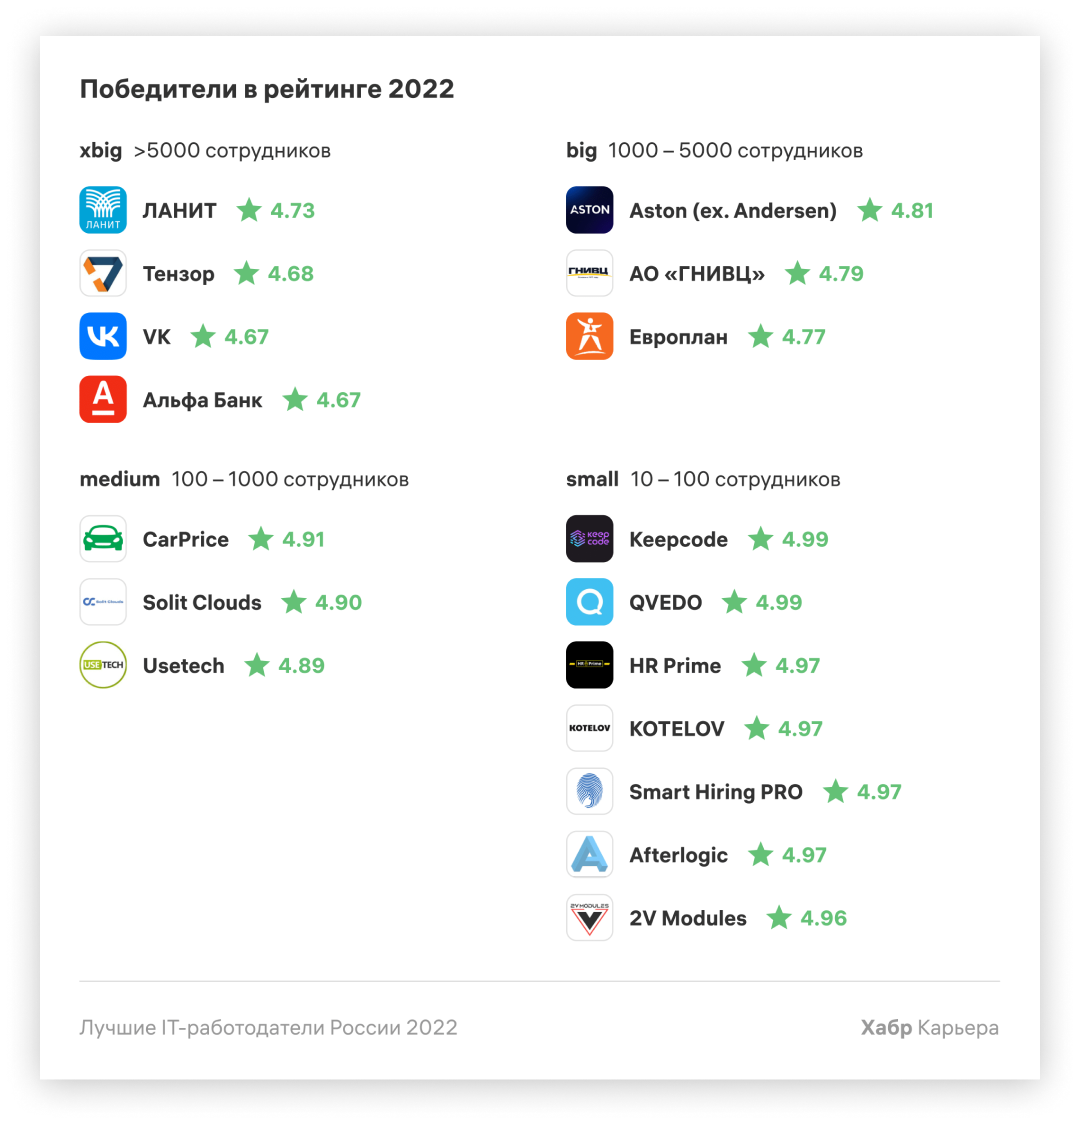 Победители в рейтинге 2022
xbig >5000 сотрудников
ЛАНИТ
ЛАНИТ 4.73
Тензор 4.68
VK 4.67
Альфа Банк 4.67
big 1000 – 5000 сотрудников
ASTON
Aston (ex. Andersen) 4.81
ГНИВЦ
АО «ГНИВЦ» 4.79
Европлан 4.77
medium 100 – 1000 сотрудников
CarPrice 4.91
Solit Clouds
Solit Clouds 4.90
USETECH
Usetech 4.89
small 10 – 100 сотрудников
кеер
code
Keepcode 4.99
QVEDO 4.99
HR Prime
HR Prime 4.97
KOTELOV
KOTELOV 4.97
Smart Hiring PRO 4.97
Afterlogic 4.97
2V MODULES
2V Modules 4.96
Лучшие IT-работодатели России 2022
Хабр Карьера